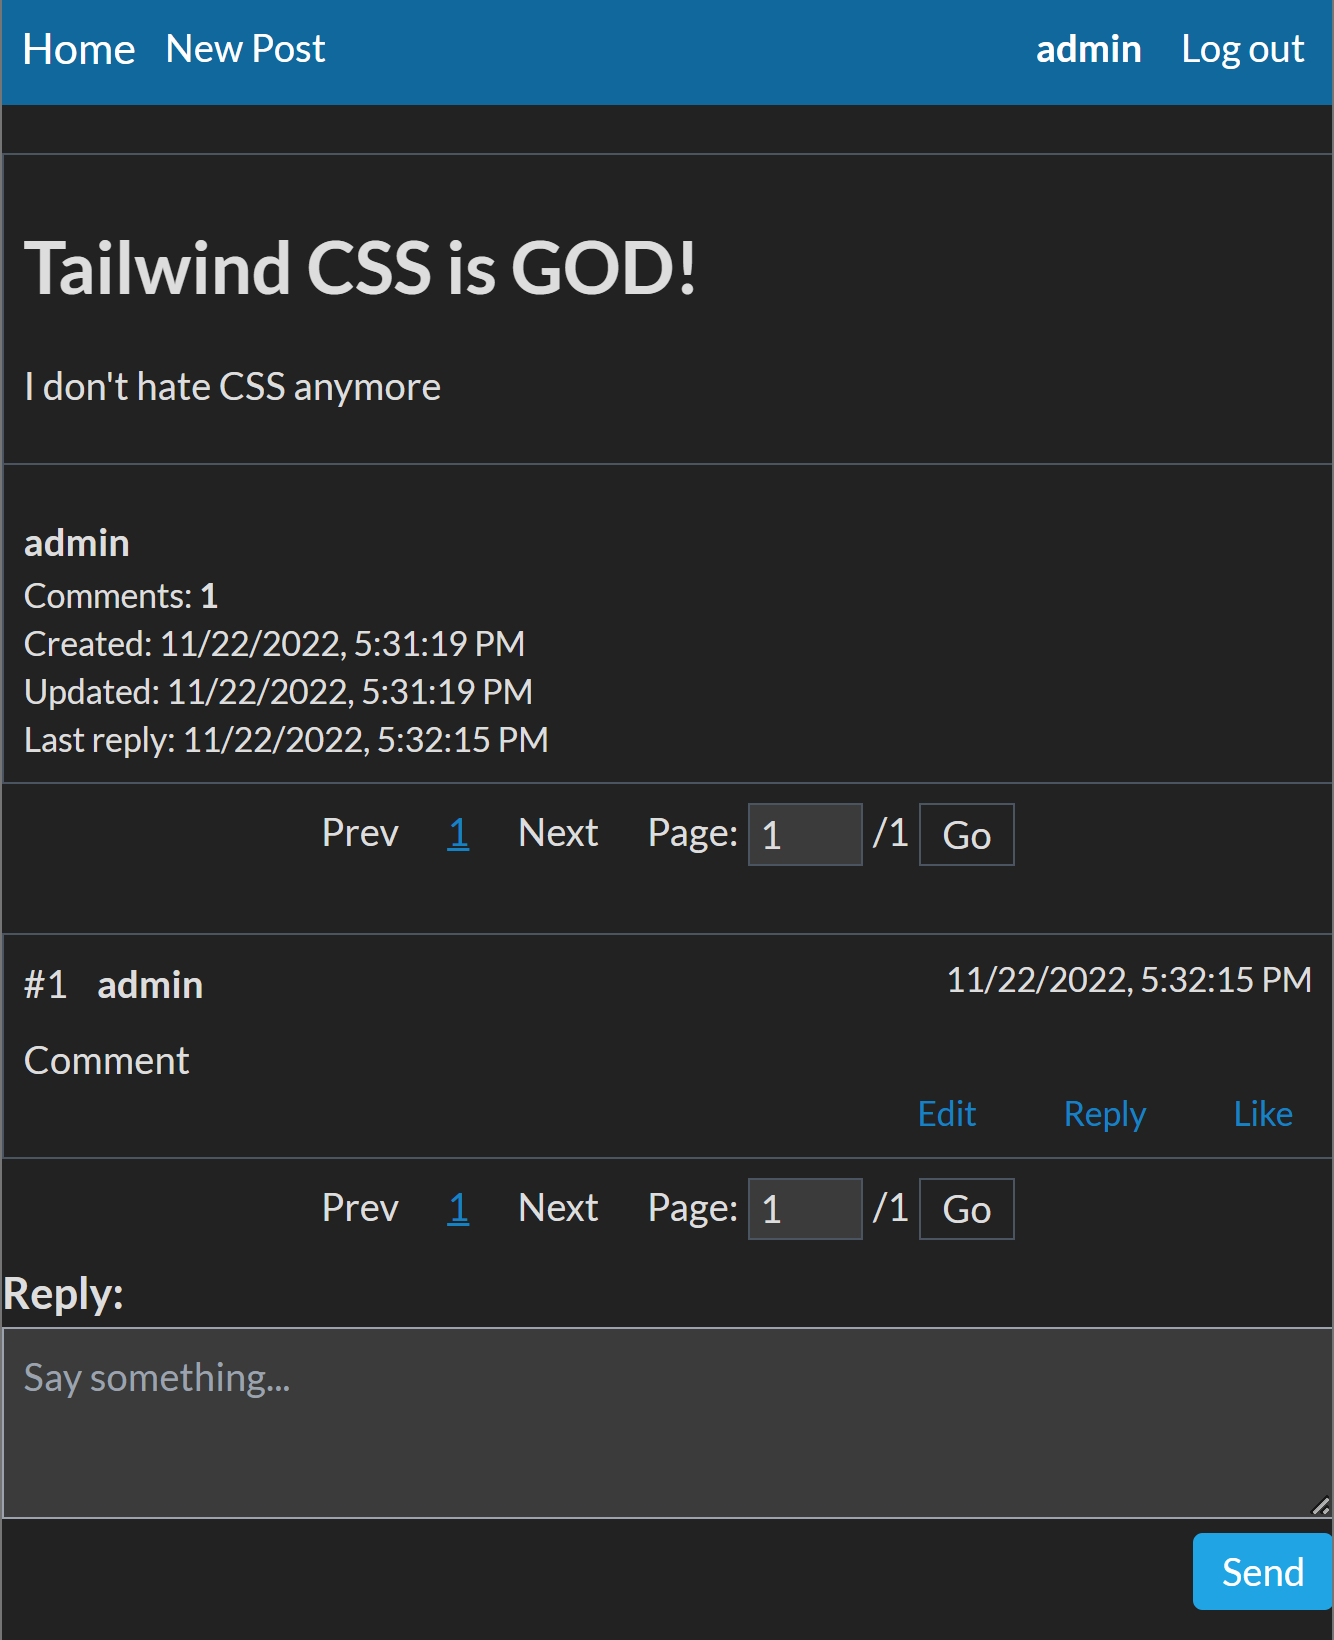 Home New Post admin Log out
Tailwind CSS is GOD!
I don't hate CSS anymore
admin
Comments: 1
Created: 11/22/2022, 5:31:19 PM
Updated: 11/22/2022, 5:31:19 PM
Last reply: 11/22/2022, 5:32:15 PM
Prev 1 Next Page: 1 /1 Go
#1 admin 11/22/2022, 5:32:15 PM
Comment
Edit Reply Like
Prev 1 Next Page: 1 /1 Go
Reply:
Say something...
Send